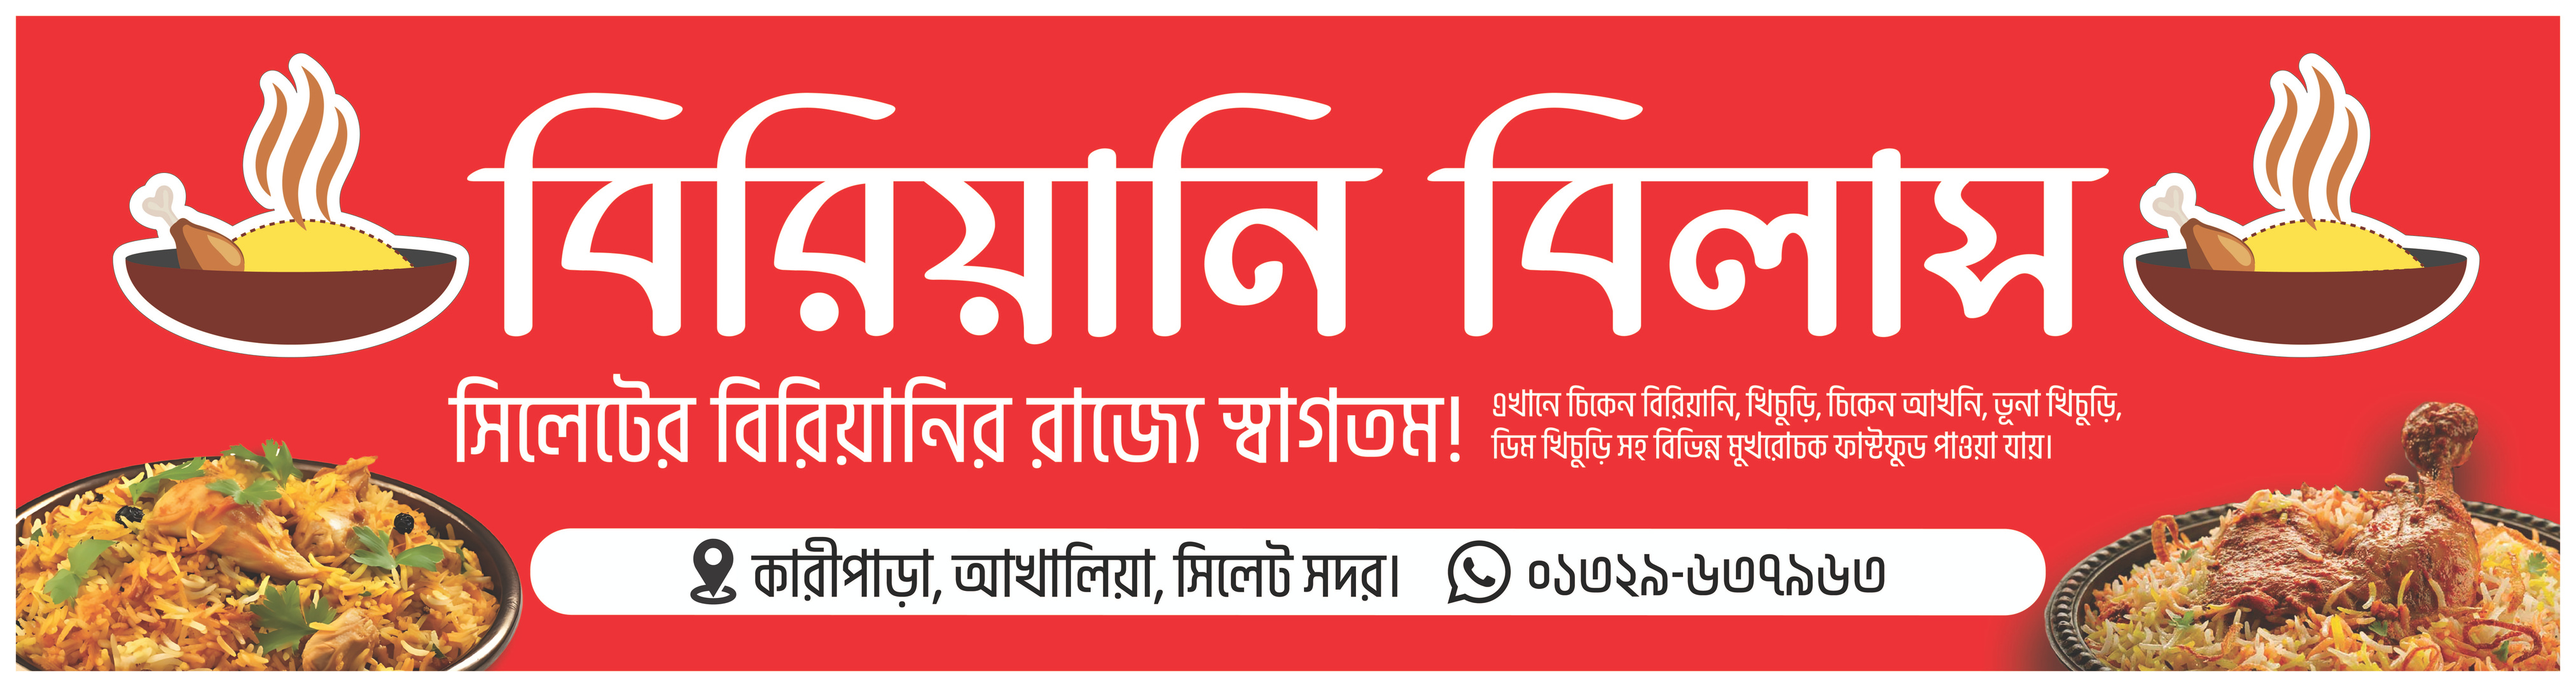 বিরিয়ানি বিলাস
সিলেটের বিরিয়ানির রাজ্যে স্বাগতম!
এখানে চিকেন বিরিয়ানি, খিচুড়ি, চিকেন আখনি, ভূনা খিচুড়ি,
ডিম খিচুড়ি সহ বিভিন্ন মুখরোচক ফাস্টফুড পাওয়া যায়।
কারীপাড়া, আখালিয়া, সিলেট সদর। ০১৩২৯-৬৩৭৯৬৩